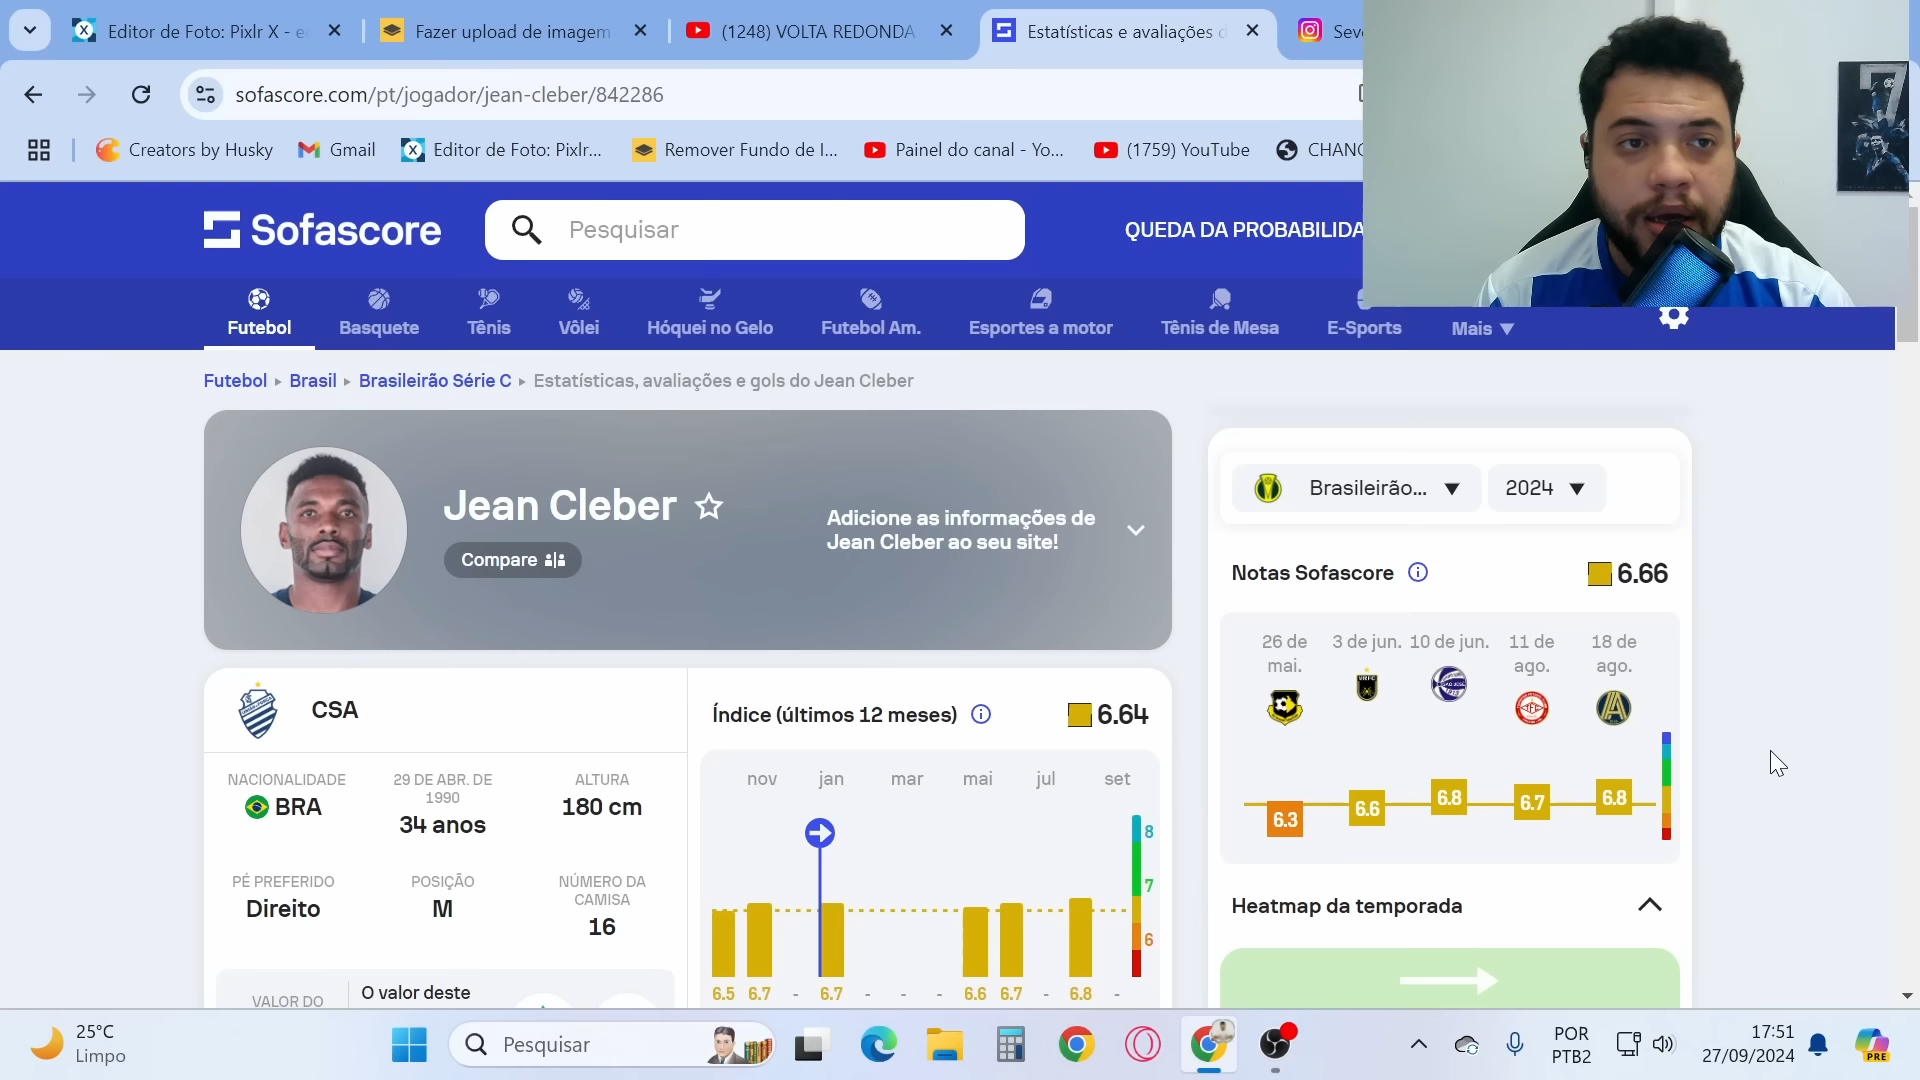 Editor de Foto: Pixlr X - e
Fazer upload de imagem
(1248) VOLTA REDONDA
Estatísticas e avaliações d
Seve
sofascore.com/pt/jogador/jean-cleber/842286
Creators by Husky
Gmail
Editor de Foto: Pixlr...
Remover Fundo de I...
Painel do canal - Yo...
(1759) YouTube
CHANG
7
Sofascore
Pesquisar
QUEDA DA PROBABILIDA
Futebol
Basquete
Tênis
Vôlei
Hóquei no Gelo
Futebol Am.
Esportes a motor
Tênis de Mesa
E-Sports
Mais
Futebol
Brasil
Brasileirão Série C
Estatísticas, avaliações e gols do Jean Cleber
Jean Cleber
Compare
Adicione as informações de
Jean Cleber ao seu site!
Brasileirão...
2024
Notas Sofascore
6.66
26 de
mai.
3 de jun.
10 de jun.
11 de
ago.
18 de
ago.
6.3
6.6
6.8
6.7
6.8
CSA
NACIONALIDADE
BRA
29 DE ABR. DE
1990
34 anos
ALTURA
180 cm
PÉ PREFERIDO
Direito
POSIÇÃO
M
NÚMERO DA
CAMISA
16
VALOR DO
O valor deste
Índice (últimos 12 meses)
6.64
nov
jan
mar
mai
jul
set
8
7
6
6.5
6.7
-
6.7
-
-
-
6.6
6.7
-
6.8
-
Heatmap da temporada
25°C
Limpo
Pesquisar
POR
PTB2
17:51
27/09/2024
PRE